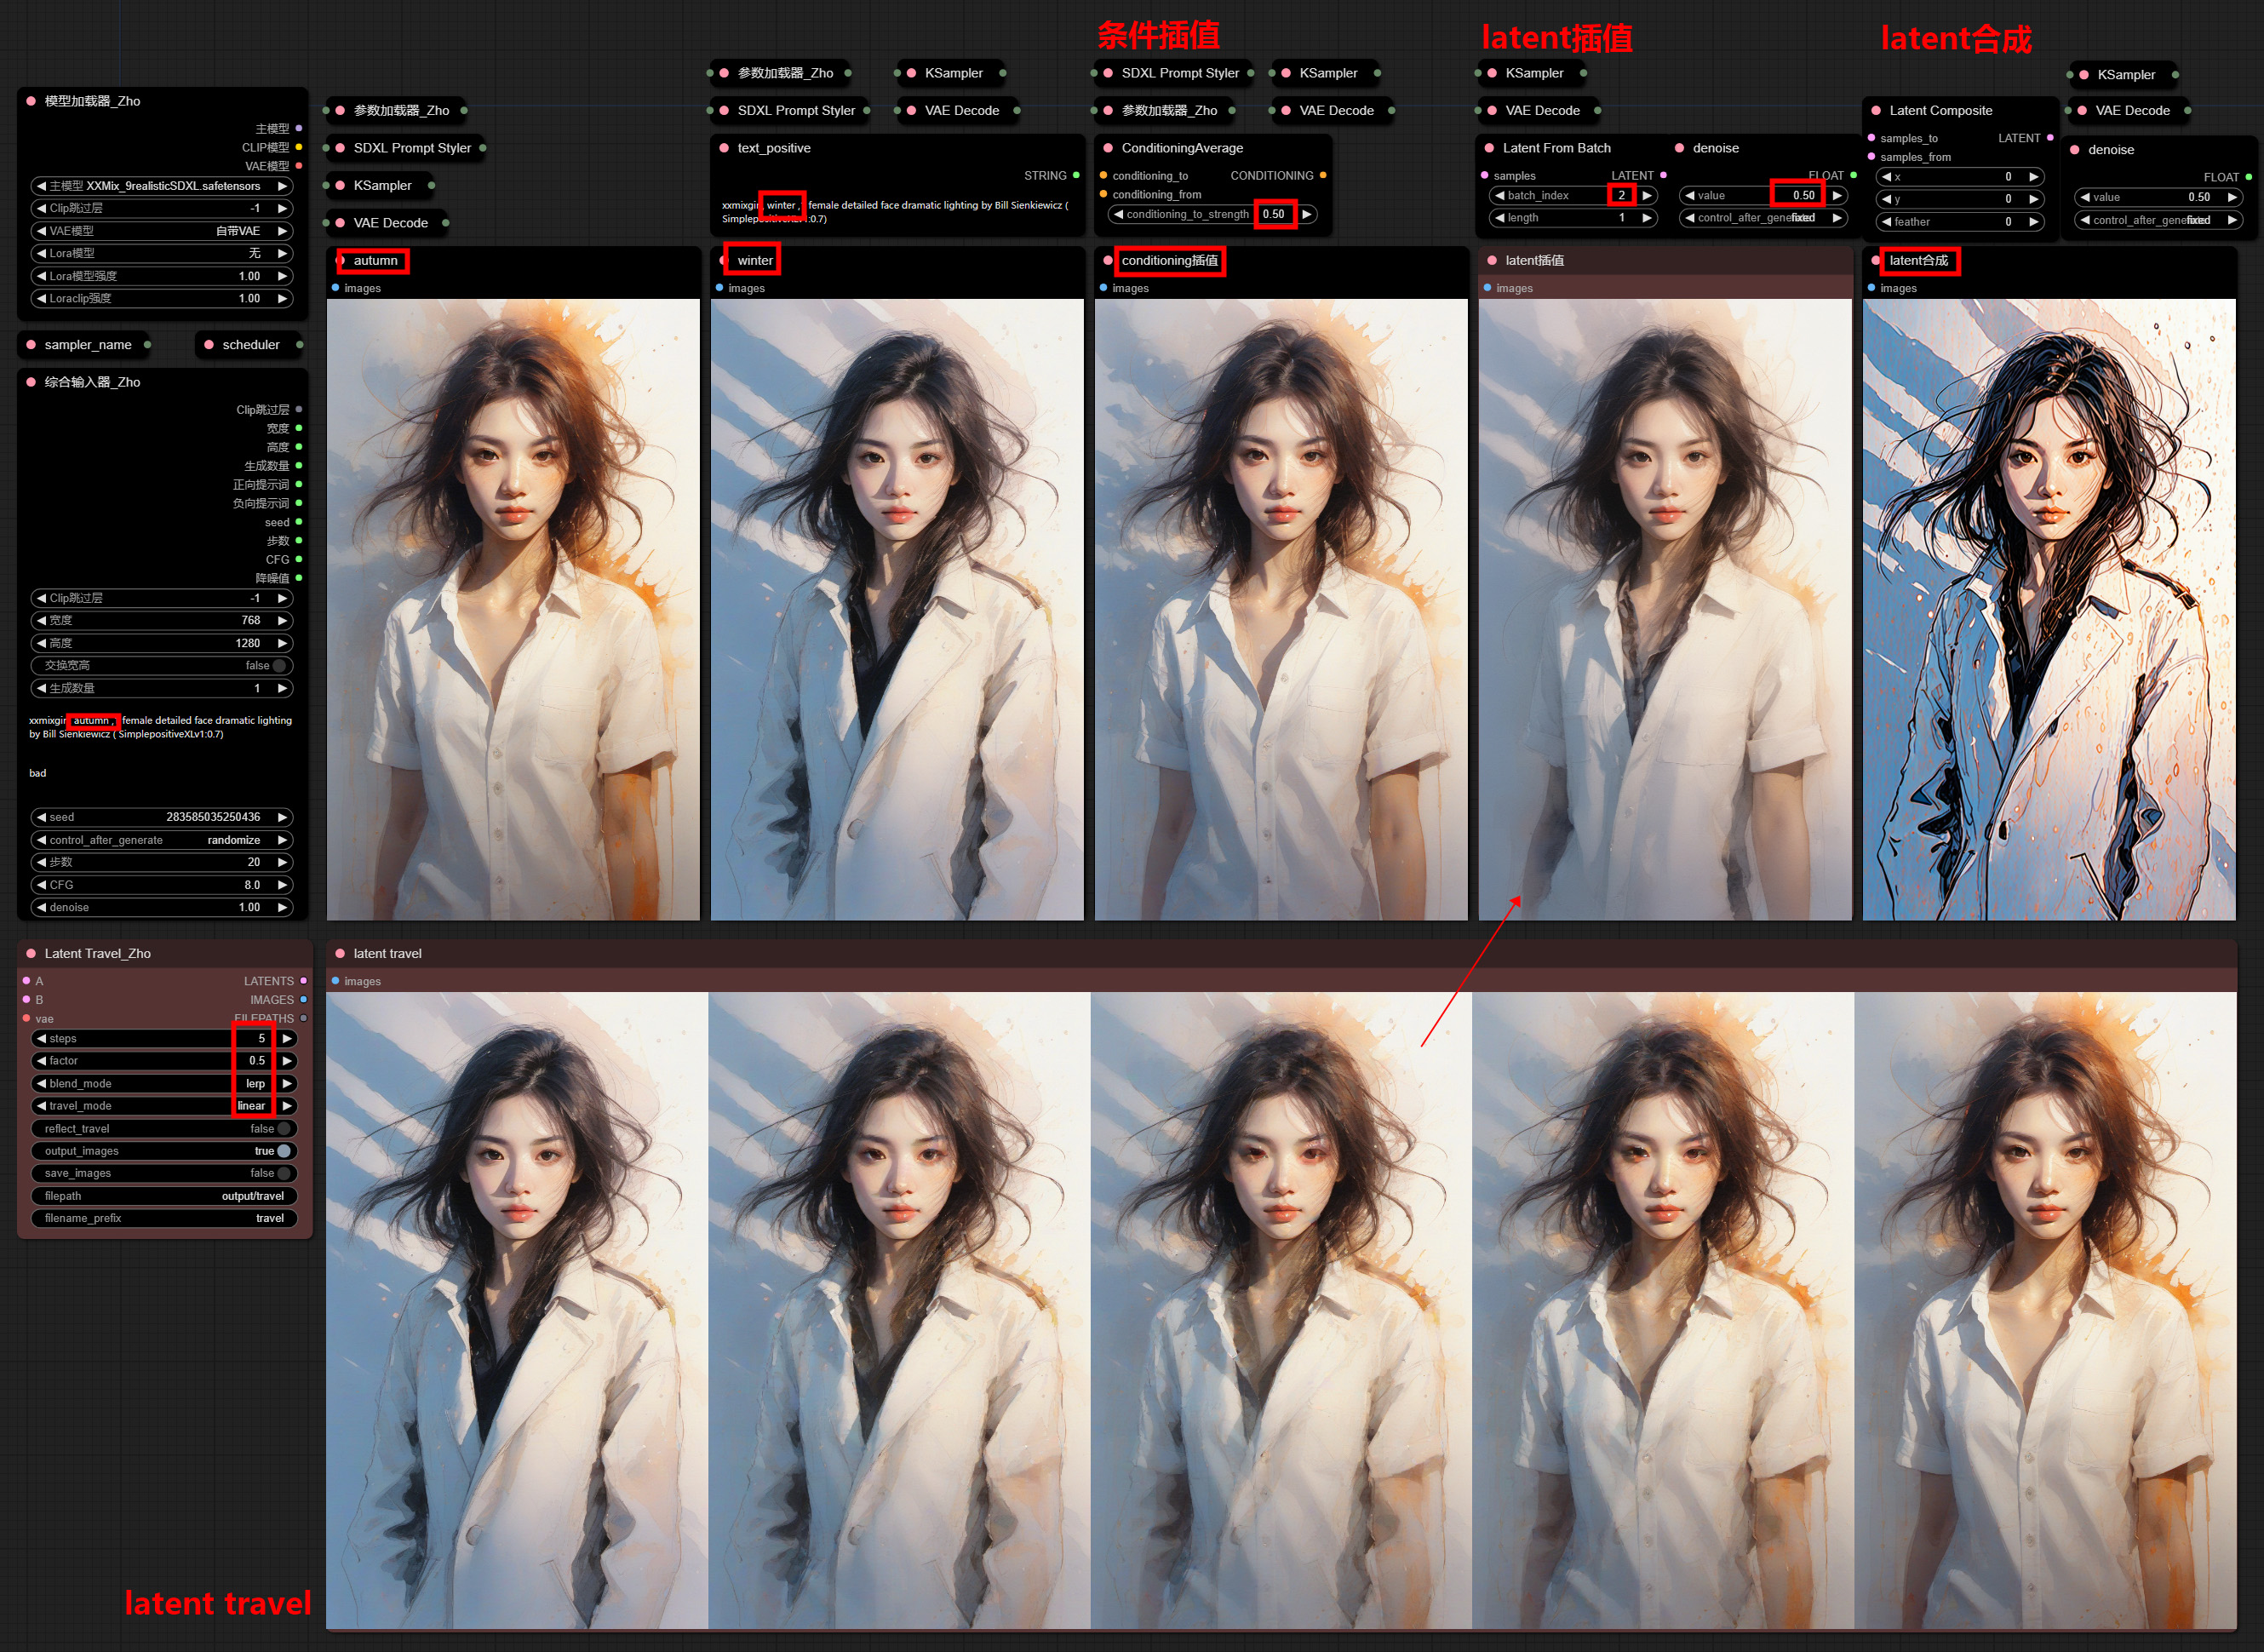 条件插值
latent插值
latent合成
模型加载器_Zho
主模型
CLIP模型
VAE模型
主模型 XXMix_9realisticSDXL.safetensors
Clip跳过层 -1
VAE模型 自带VAE
Lora模型 无
Lora模型强度 1.00
Loraclip强度 1.00
sampler_name
scheduler
综合输入器_Zho
Clip跳过层
宽度
高度
生成数量
正向提示词
负向提示词
seed
步数
CFG
降噪值
Clip跳过层 -1
宽度 768
高度 1280
交换宽高 false
生成数量 1
xxmixgirl autumn , female detailed face dramatic lighting
by Bill Sienkiewicz ( SimplepositiveXLv1:0.7)
bad
seed 283585035250436
control_after_generate randomize
步数 20
CFG 8.0
denoise 1.00
参数加载器_Zho
SDXL Prompt Styler
KSampler
VAE Decode
autumn
images
参数加载器_Zho
KSampler
SDXL Prompt Styler
VAE Decode
text_positive
STRING
xxmixgirl winter , female detailed face dramatic lighting by Bill Sienkiewicz (
SimplepositiveXLv1:0.7)
winter
images
SDXL Prompt Styler
KSampler
参数加载器_Zho
VAE Decode
ConditioningAverage
conditioning_to CONDITIONING
conditioning_from
conditioning_to_strength 0.50
conditioning插值
images
KSampler
VAE Decode
Latent From Batch
samples LATENT
batch_index 2
length 1
denoise
FLOAT
value 0.50
control_after_generate fixed
latent插值
images
KSampler
VAE Decode
Latent Composite
samples_to LATENT
samples_from
x 0
y 0
feather 0
denoise
FLOAT
value 0.50
control_after_generate fixed
latent合成
images
Latent Travel_Zho
A LATENTS
B IMAGES
vae FILEPATHS
steps 5
factor 0.5
blend_mode lerp
travel_mode linear
reflect_travel false
output_images true
save_images false
filepath output/travel
filename_prefix travel
latent travel
images
latent travel